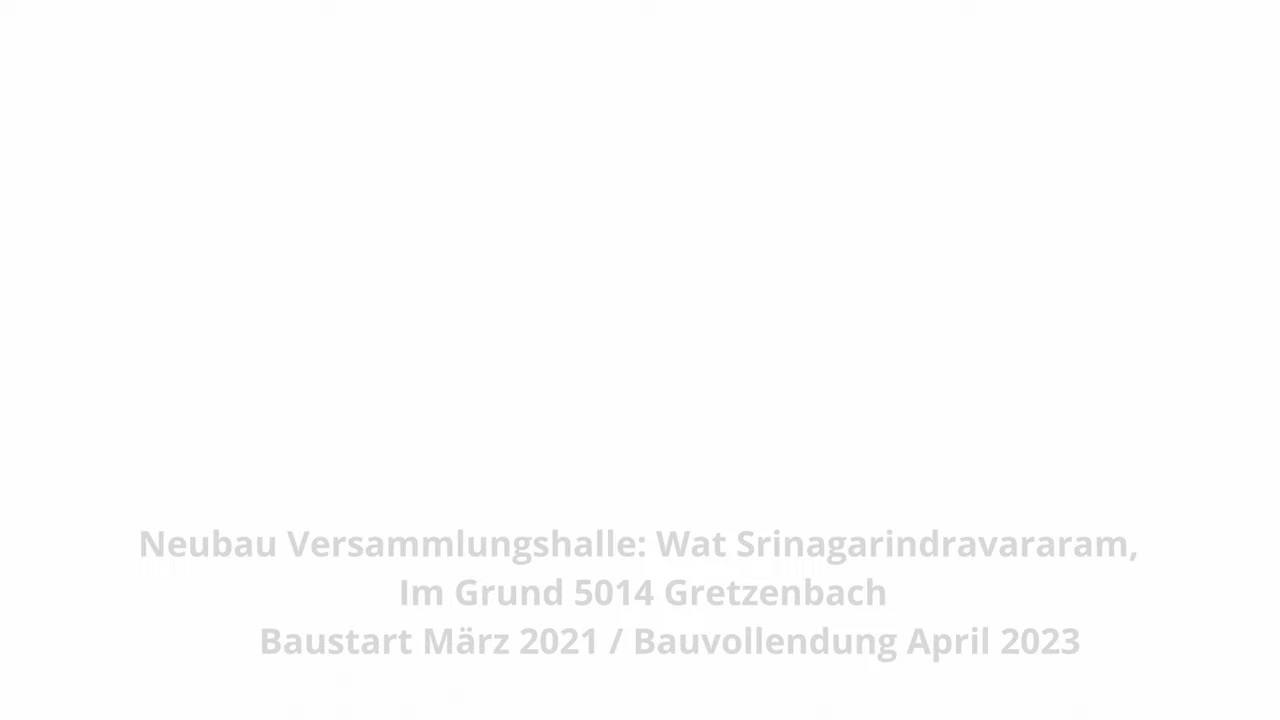 Neubau Versammlungshalle: Wat Srinagarindravararam,
Im Grund 5014 Gretzenbach
Baustart März 2021 / Bauvollendung April 2023